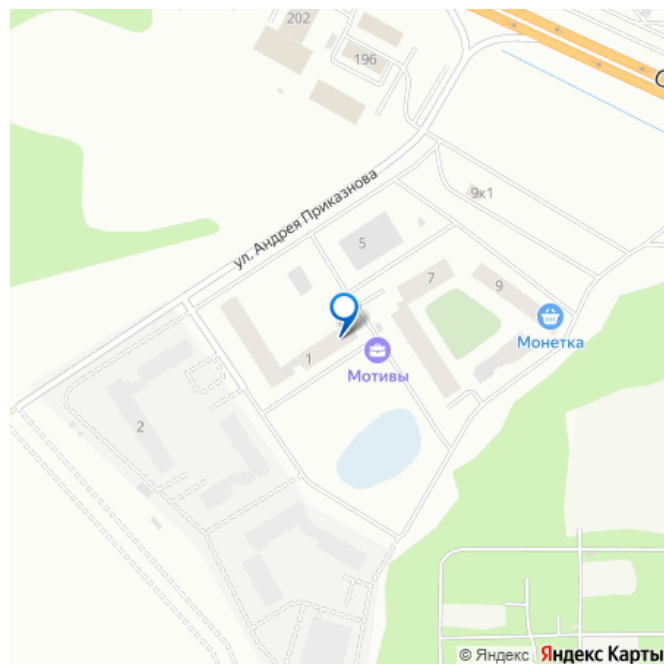 202
196
С
ул. Андрея Приказнова
9к1
5
7
9
Монетка
1
Мотивы
2
© Яндекс Яндекс Карты